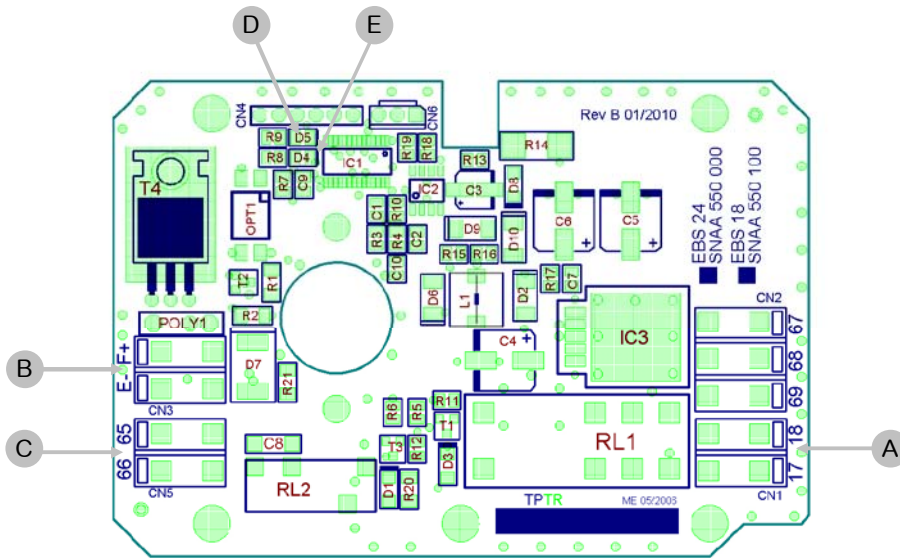 D E
CN4 CN6
Rev B 01/2010
R9 D5 R19 R18 R14
R8 D4 IC1 R13
T4 R7 C9 IC2 C3 D8
EBS 24
SNAA 550 000
EBS 18
SNAA 550 100
OPT1 C1 R10 C6 C5
R3 R4 C2 D9 D10
C10 R15 R16
T2 R1 D6 L1 D2 R17 C7
R2 CN2
POLY1 67
F+ C4 + IC3
B D7 68
E- R21 69
CN3 R11
R6 R5
65 T1 RL1 18
C C8 T3 R12 A
66 D3 17
CN5 RL2 D1 R20 CN1
TPTR ME 05/2006